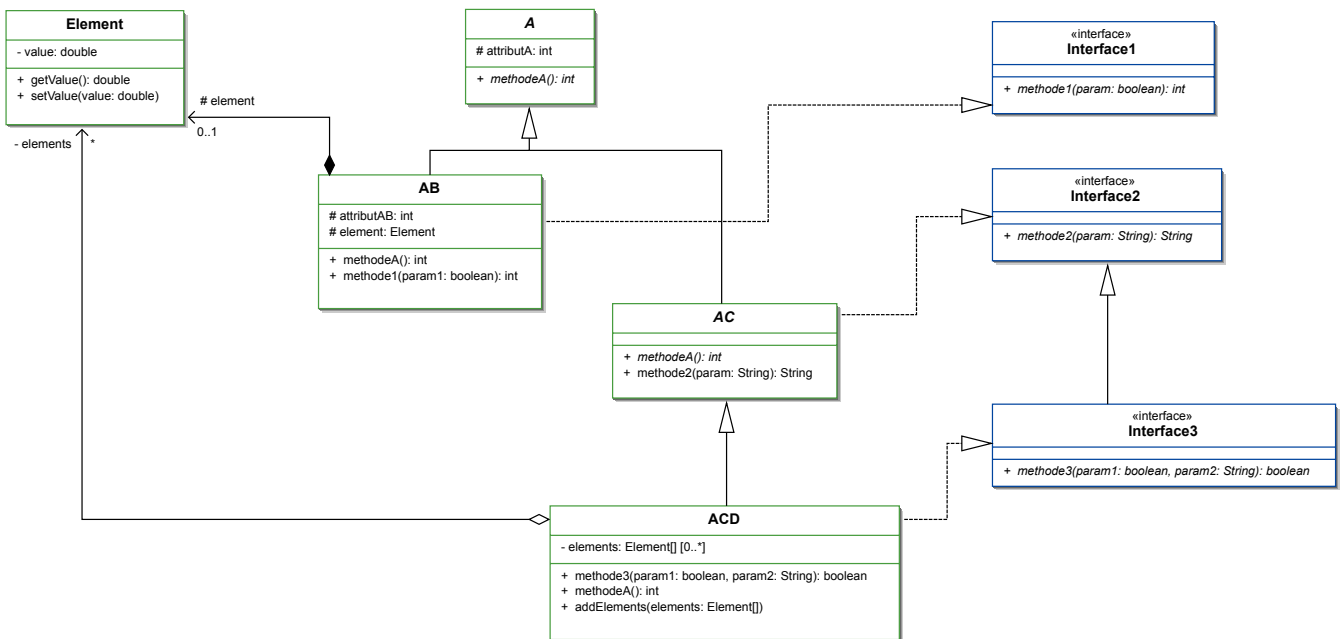 Element
- value: double
+ getValue(): double
+ setValue(value: double)
A
# attributA: int
+ methodeA(): int
«interface»
Interface1
+ methode1(param: boolean): int
# element
0..1
- elements
*
AB
# attributAB: int
# element: Element
+ methodeA(): int
+ methode1(param1: boolean): int
«interface»
Interface2
+ methode2(param: String): String
AC
+ methodeA(): int
+ methode2(param: String): String
«interface»
Interface3
+ methode3(param1: boolean, param2: String): boolean
ACD
- elements: Element[] [0..*]
+ methode3(param1: boolean, param2: String): boolean
+ methodeA(): int
+ addElements(elements: Element[])